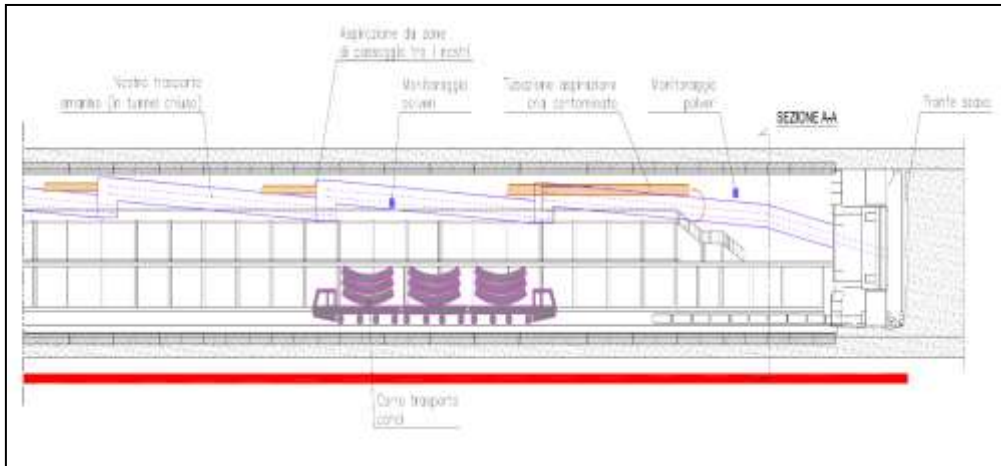 Aspirazione da zone
di passaggio tra i nastri
Nastro trasporto
(in tunnel chiuso)
Monitoraggio
polveri
Tubazione aspirazione
aria contaminata
Monitoraggio
polveri
SEZIONE A-A
Fronte scavo
Carro trasporto
conci